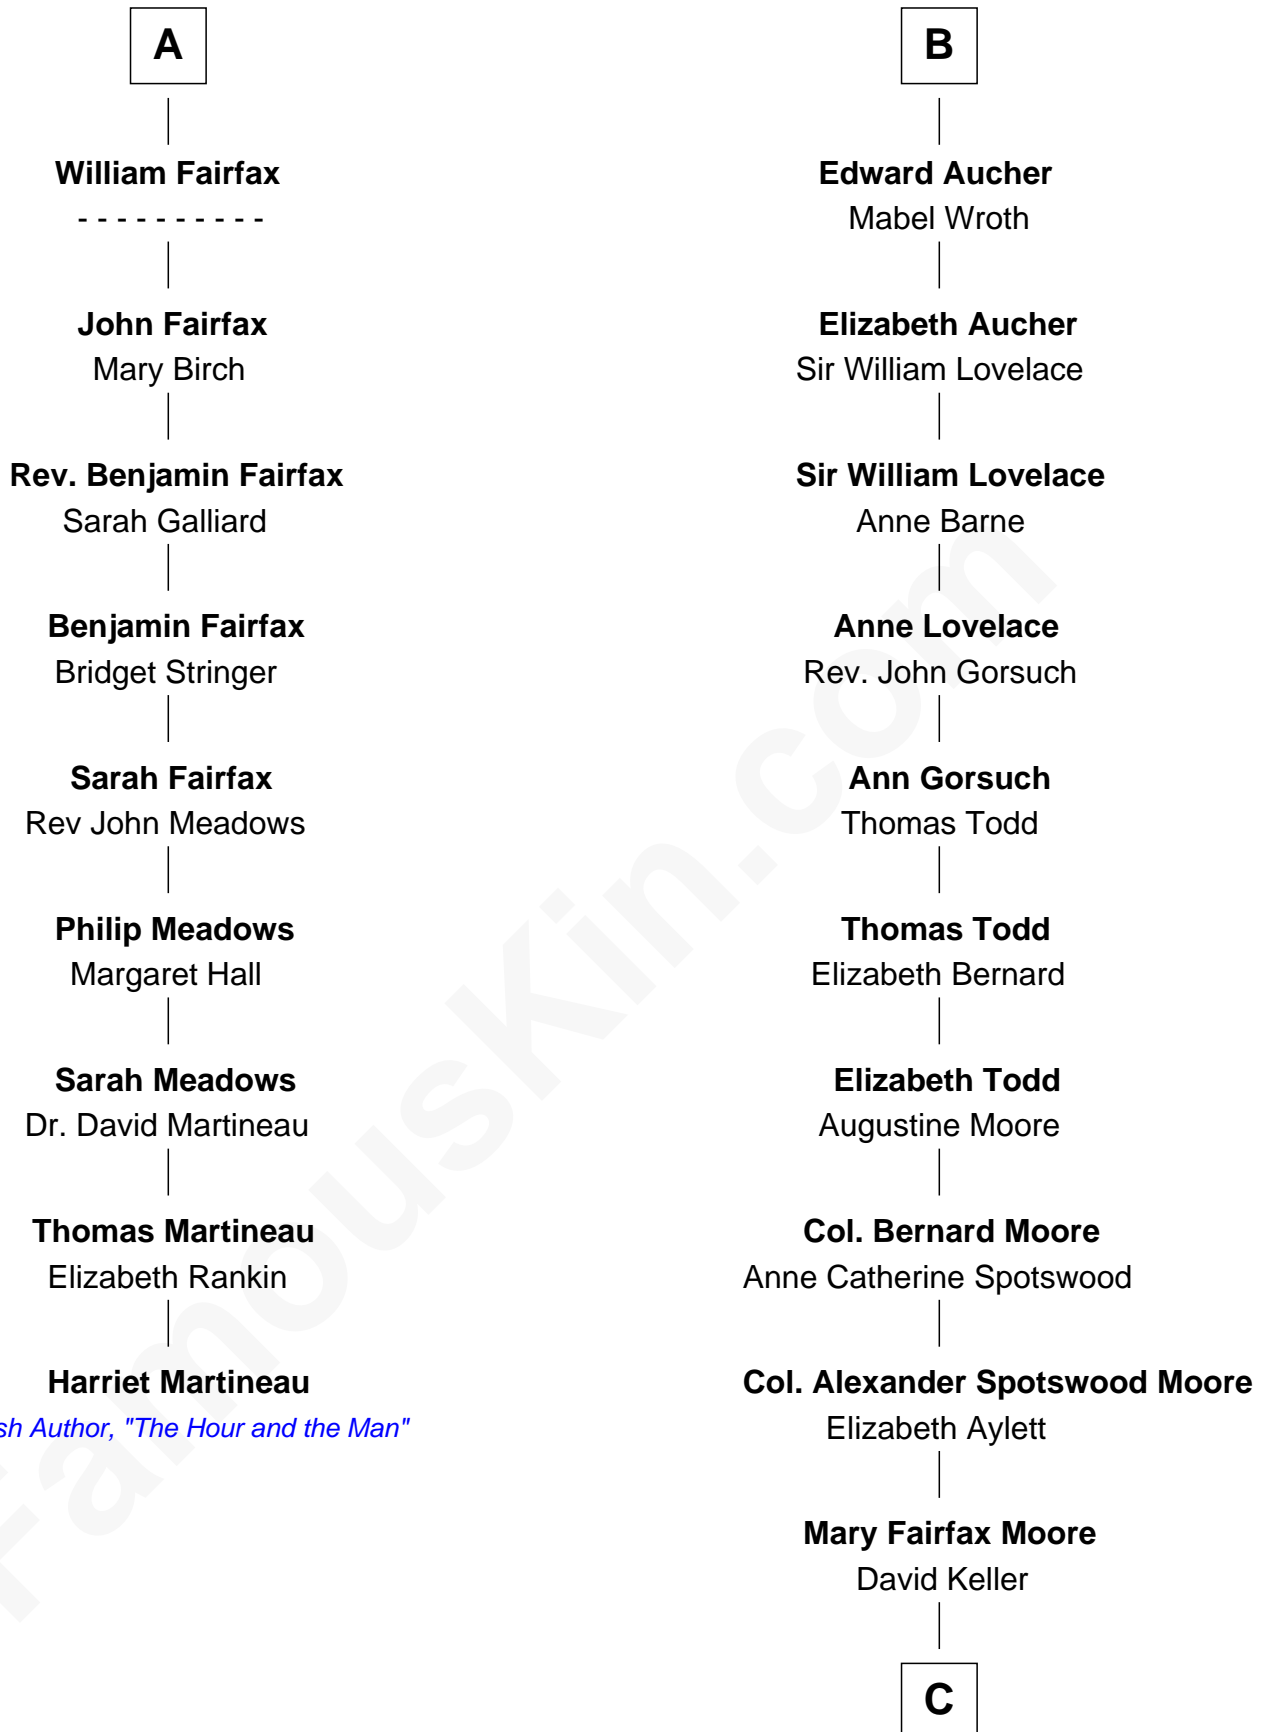 A
William Fairfax
- - - - - - - - - -
John Fairfax
Mary Birch
Rev. Benjamin Fairfax
Sarah Galliard
Benjamin Fairfax
Bridget Stringer
Sarah Fairfax
Rev John Meadows
Philip Meadows
Margaret Hall
Sarah Meadows
Dr. David Martineau
Thomas Martineau
Elizabeth Rankin
Harriet Martineau
sh Author, "The Hour and the Man"
B
Edward Aucher
Mabel Wroth
Elizabeth Aucher
Sir William Lovelace
Sir William Lovelace
Anne Barne
Anne Lovelace
Rev. John Gorsuch
Ann Gorsuch
Thomas Todd
Thomas Todd
Elizabeth Bernard
Elizabeth Todd
Augustine Moore
Col. Bernard Moore
Anne Catherine Spotswood
Col. Alexander Spotswood Moore
Elizabeth Aylett
Mary Fairfax Moore
David Keller
C
FamousKin.com